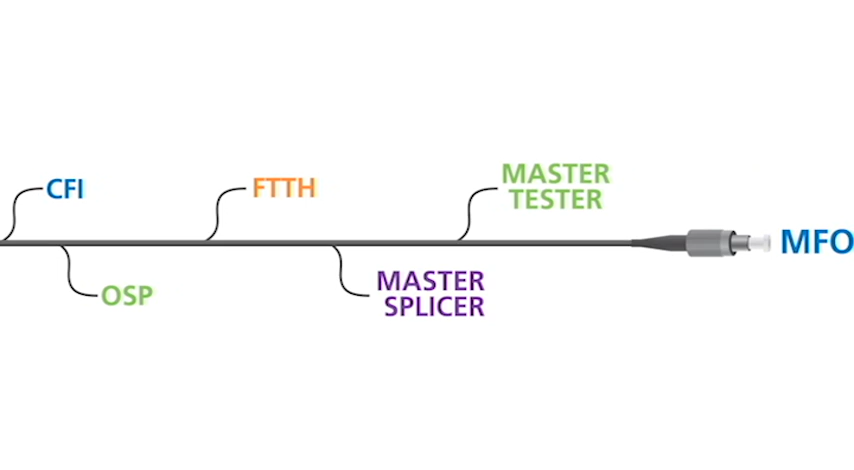 CFI
OSP
FTTH
MASTER
SPLICER
MASTER
TESTER
MFO